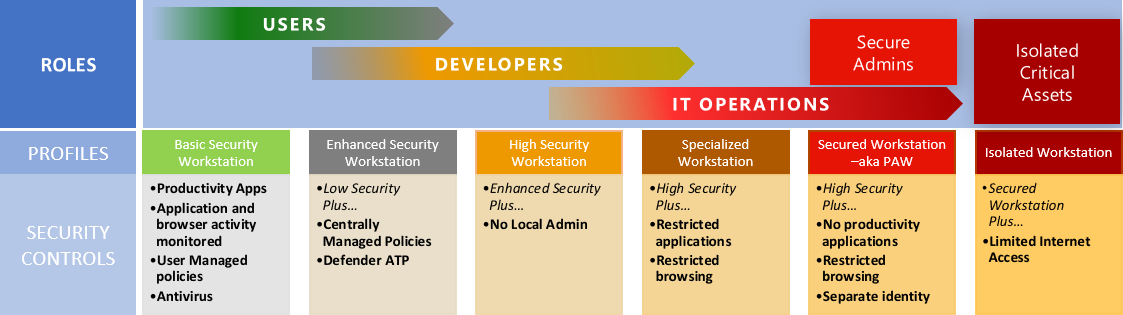 ROLES
USERS
DEVELOPERS
IT OPERATIONS
Secure
Admins
Isolated
Critical
Assets
PROFILES
Basic Security
Workstation
Enhanced Security
Workstation
High Security
Workstation
Specialized
Workstation
Secured Workstation
–aka PAW
Isolated Workstation
SECURITY
CONTROLS
•Productivity Apps
•Application and
browser activity
monitored
•User Managed
policies
•Antivirus
•Low Security
Plus…
•Centrally
Managed Policies
•Defender ATP
•Enhanced Security
Plus…
•No Local Admin
•High Security
Plus…
•Restricted
applications
•Restricted
browsing
•High Security
Plus…
•No productivity
applications
•Restricted
browsing
•Separate identity
•Secured
Workstation
Plus…
•Limited Internet
Access